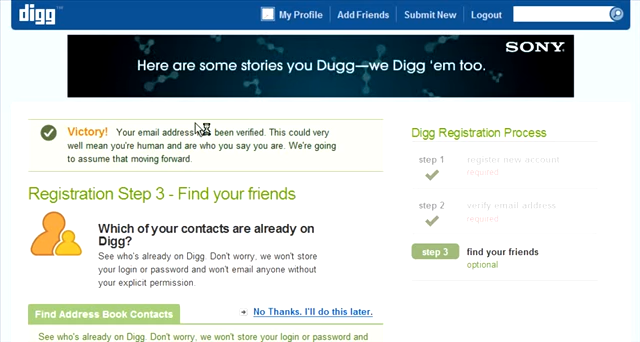 digg™
My Profile Add Friends Submit New Logout
SONY
Here are some stories you Dugg—we Digg 'em too.
Victory! Your email address been verified. This could very
well mean you're human and are who you say you are. We're going
to assume that moving forward.
Digg Registration Process
step 1 register new account
required
step 2 verify email address
required
step 3 find your friends
optional
Registration Step 3 - Find your friends
Which of your contacts are already on
Digg?
See who's already on Digg. Don't worry, we won't store
your login or password and won't email anyone without
your explicit permission.
Find Address Book Contacts
No Thanks, I'll do this later.
See who's already on Digg. Don't worry, we won't store your login or password and